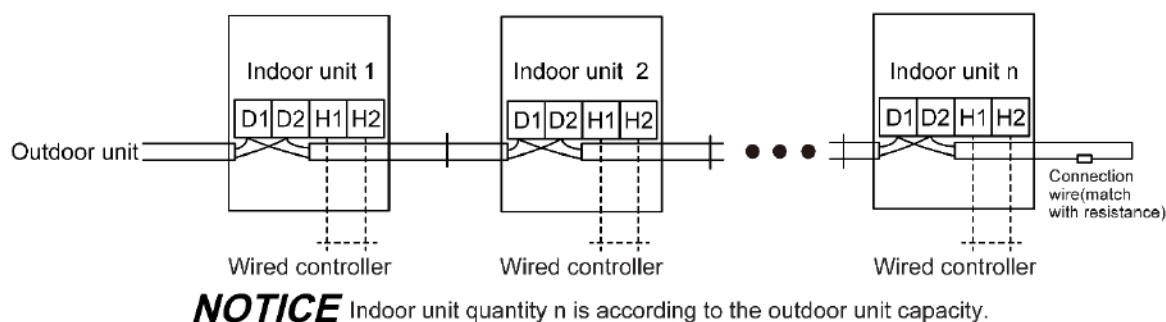 Indoor unit 1
Indoor unit 2
Indoor unit n
D1 D2 H1 H2
D1 D2 H1 H2
D1 D2 H1 H2
Outdoor unit
Connection
wire(match
with resistance)
Wired controller
Wired controller
Wired controller
NOTICE Indoor unit quantity n is according to the outdoor unit capacity.